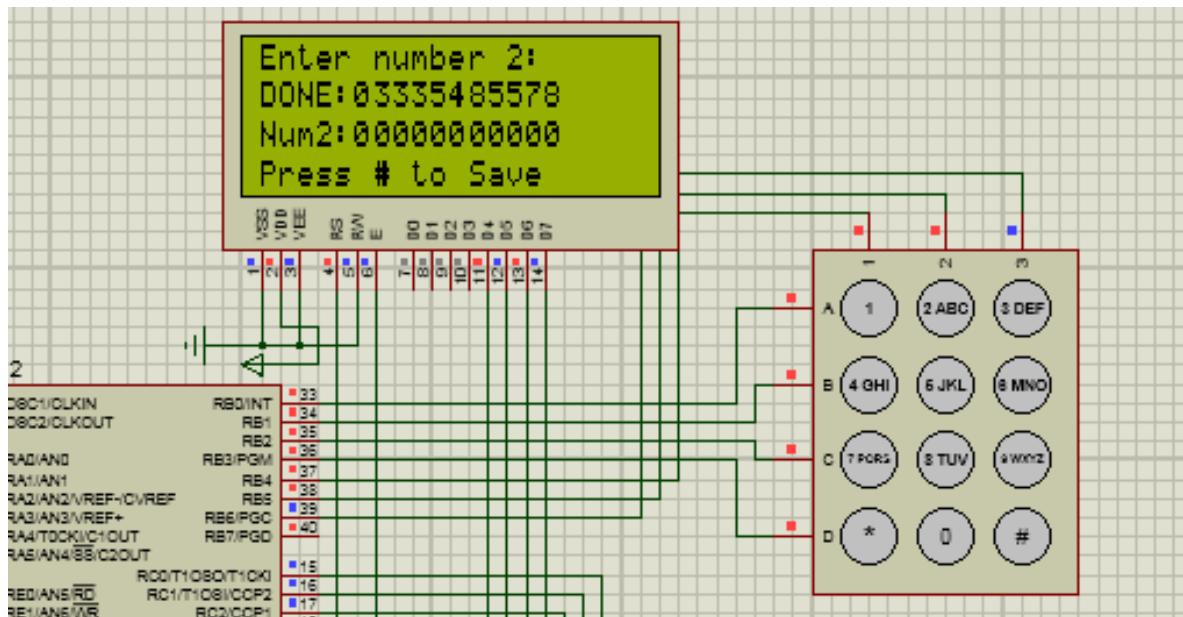 Enter number 2:
DONE:03335485578
Num2:00000000000
Press # to Save
VSS
VDD
VEE
RS
RW
E
D0
D1
D2
D3
D4
D5
D6
D7
1
2
3
4
5
6
7
8
9
10
11
12
13
14
1
2
3
A
1
2 ABC
3 DEF
B
4 GHI
5 JKL
6 MNO
C
7 PQRS
8 TUV
9 WXYZ
D
*
0
#
2
OSC1/CLKIN
OSC2/CLKOUT
RA0/AN0
RA1/AN1
RA2/AN2/VREF-/CVREF
RA3/AN3/VREF+
RA4/T0CKI/C1OUT
RA5/AN4/SS/C2OUT
RE0/AN5/RD
RE1/AN6/WR
RB0/INT
RB1
RB2
RB3/PGM
RB4
RB5
RB6/PGC
RB7/PGD
RC0/T1OSO/T1CKI
RC1/T1OSI/CCP2
RC2/CCP1
33
34
35
36
37
38
39
40
15
16
17